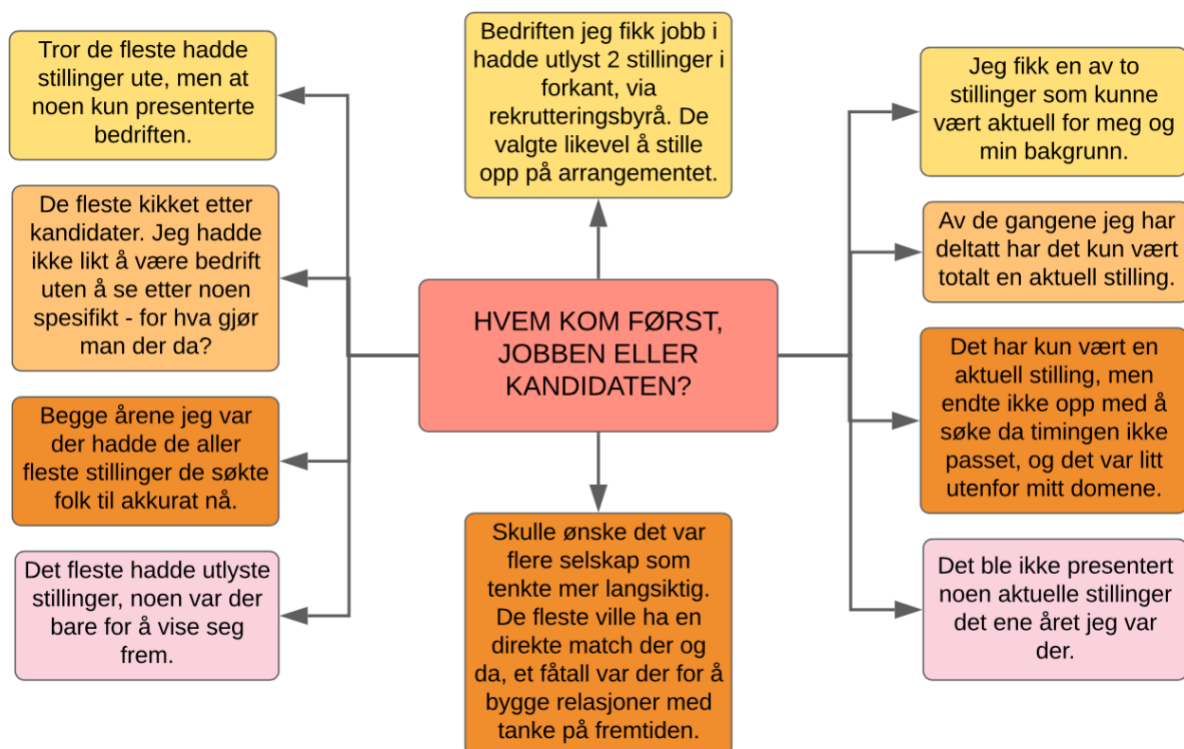 Tror de fleste hadde
stillinger ute, men at
noen kun presenterte
bedriften.
De fleste kikket etter
kandidater. Jeg hadde
ikke likt å være bedrift
uten å se etter noen
spesifikt - for hva gjør
man der da?
Begge årene jeg var
der hadde de aller
fleste stillinger de søkte
folk til akkurat nå.
Det fleste hadde utlyste
stillinger, noen var der
bare for å vise seg
frem.
Bedriften jeg fikk jobb i
hadde utlyst 2 stillinger i
forkant, via
rekrutteringsbyrå. De
valgte likevel å stille
opp på arrangementet.
HVEM KOM FØRST,
JOBBEN ELLER
KANDIDATEN?
Skulle ønske det var
flere selskap som
tenkte mer langsiktig.
De fleste ville ha en
direkte match der og
da, et fåtall var der for å
bygge relasjoner med
tanke på fremtiden.
Jeg fikk en av to
stillinger som kunne
vært aktuell for meg og
min bakgrunn.
Av de gangene jeg har
deltatt har det kun vært
totalt en aktuell stilling.
Det har kun vært en
aktuell stilling, men
endte ikke opp med å
søke da timingen ikke
passet, og det var litt
utenfor mitt domene.
Det ble ikke presentert
noen aktuelle stillinger
det ene året jeg var
der.